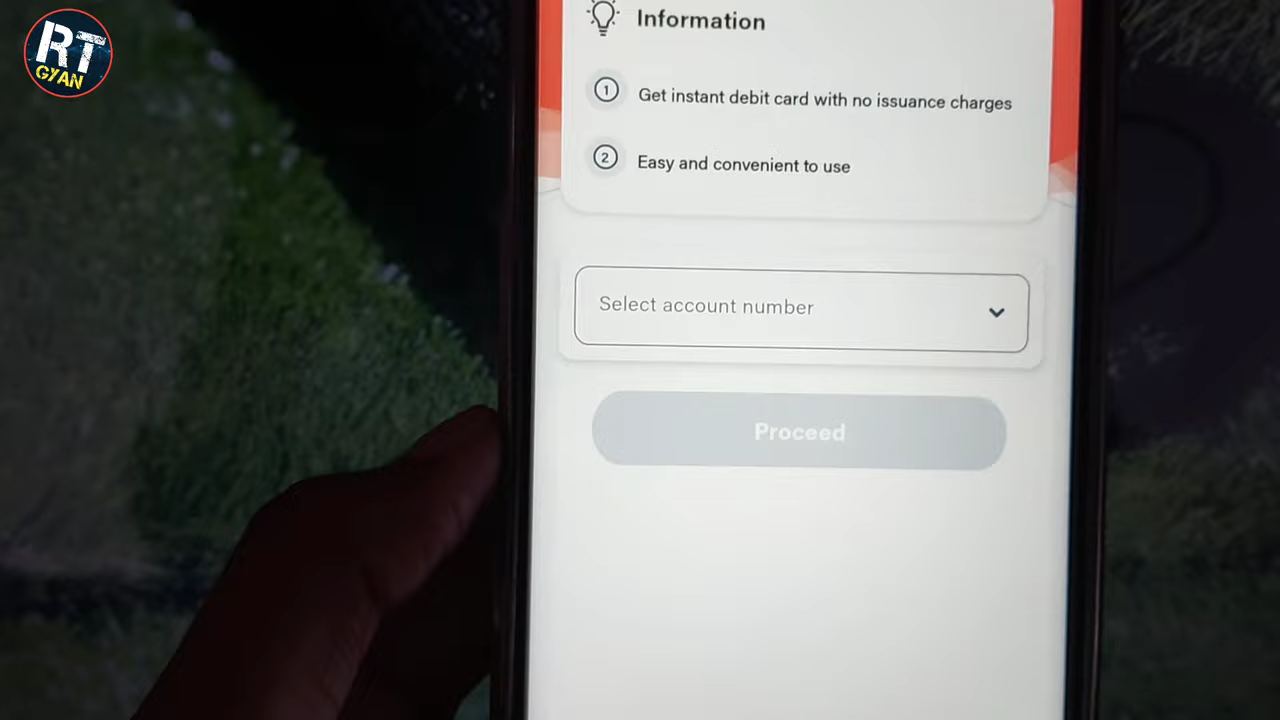 RT
GYAN
Information
1 Get instant debit card with no issuance charges
2 Easy and convenient to use
Select account number
Proceed